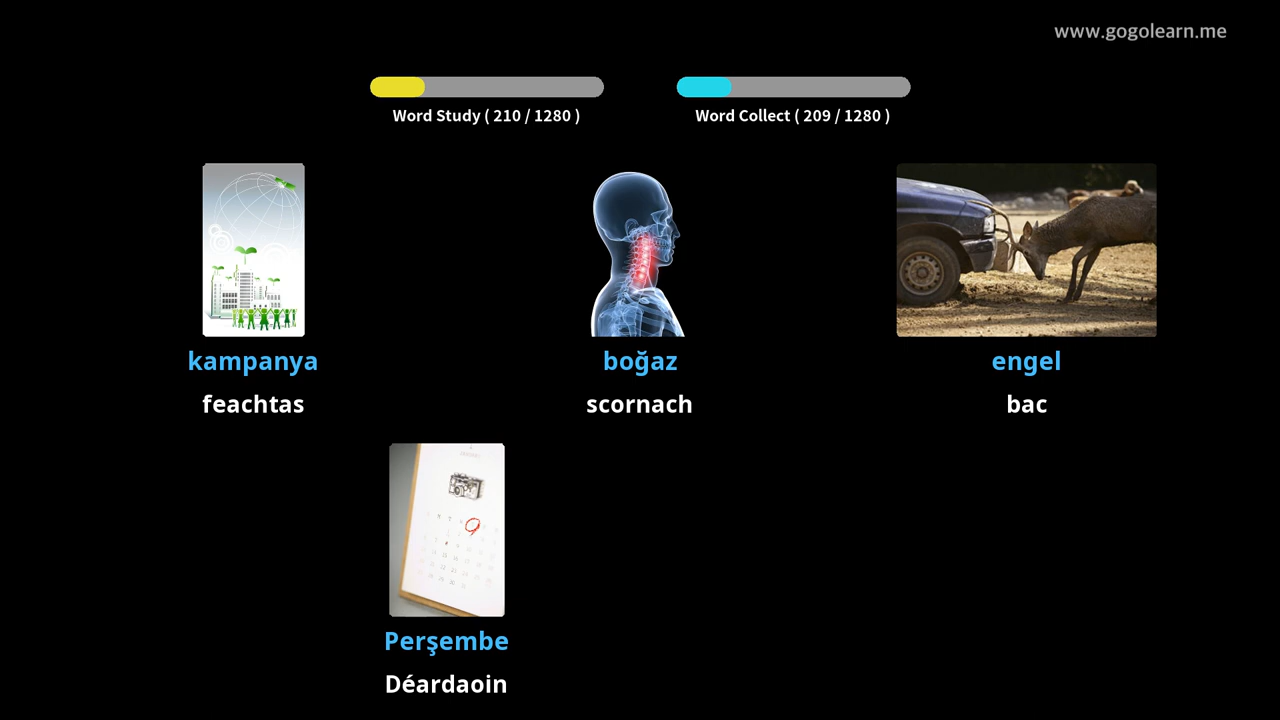 www.gogolearn.me
Word Study ( 210 / 1280 )
Word Collect ( 209 / 1280 )
kampanya
boğaz
engel
feachtas
scornach
bac
Perşembe
Déardaoin